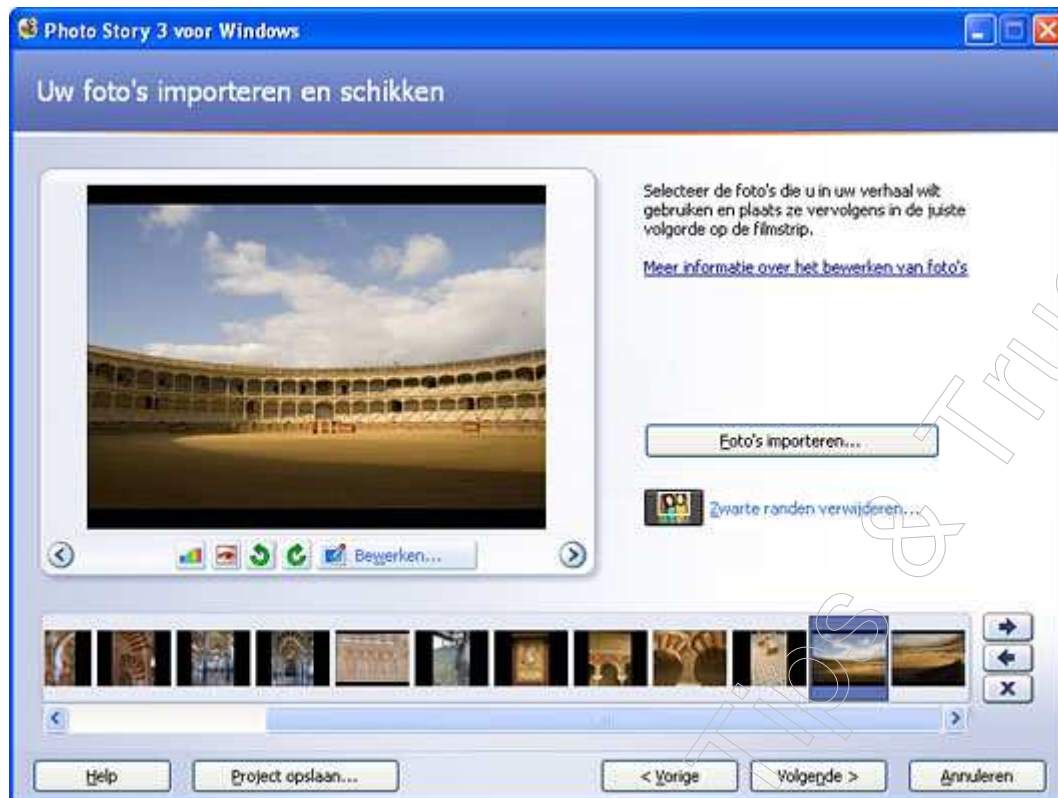 Photo Story 3 voor Windows
Uw foto's importeren en schikken
Selecteer de foto's die u in uw verhaal wilt
gebruiken en plaats ze vervolgens in de juiste
volgorde op de filmstrip.
Meer informatie over het bewerken van foto's
Foto's importeren...
Zwarte randen verwijderen...
Bewerken...
Help
Project opslaan...
< Vorige
Volgende >
Annuleren
Tips & Tru